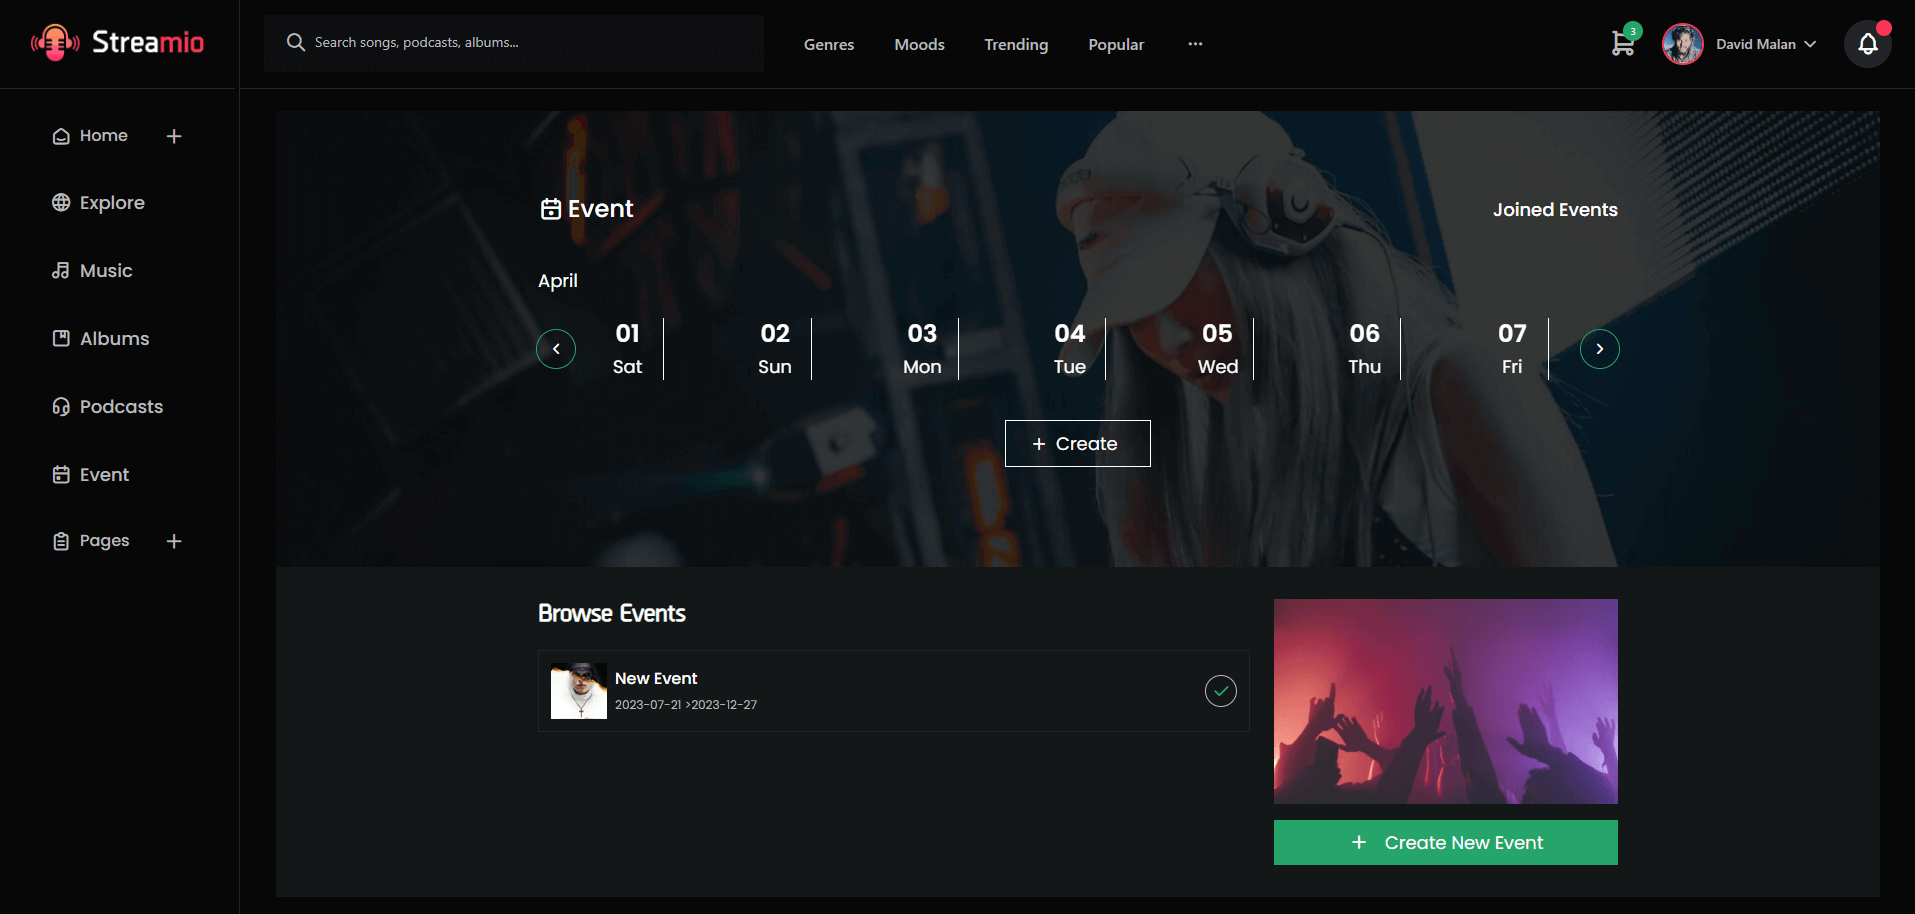 Streamio
Search songs, podcasts, albums...
Genres
Moods
Trending
Popular
3
David Malan
Home
Explore
Music
Albums
Podcasts
Event
Pages
Event
Joined Events
April
01 02 03 04 05 06 07
Sat Sun Mon Tue Wed Thu Fri
+ Create
Browse Events
New Event
2023-07-21 >2023-12-27
+ Create New Event